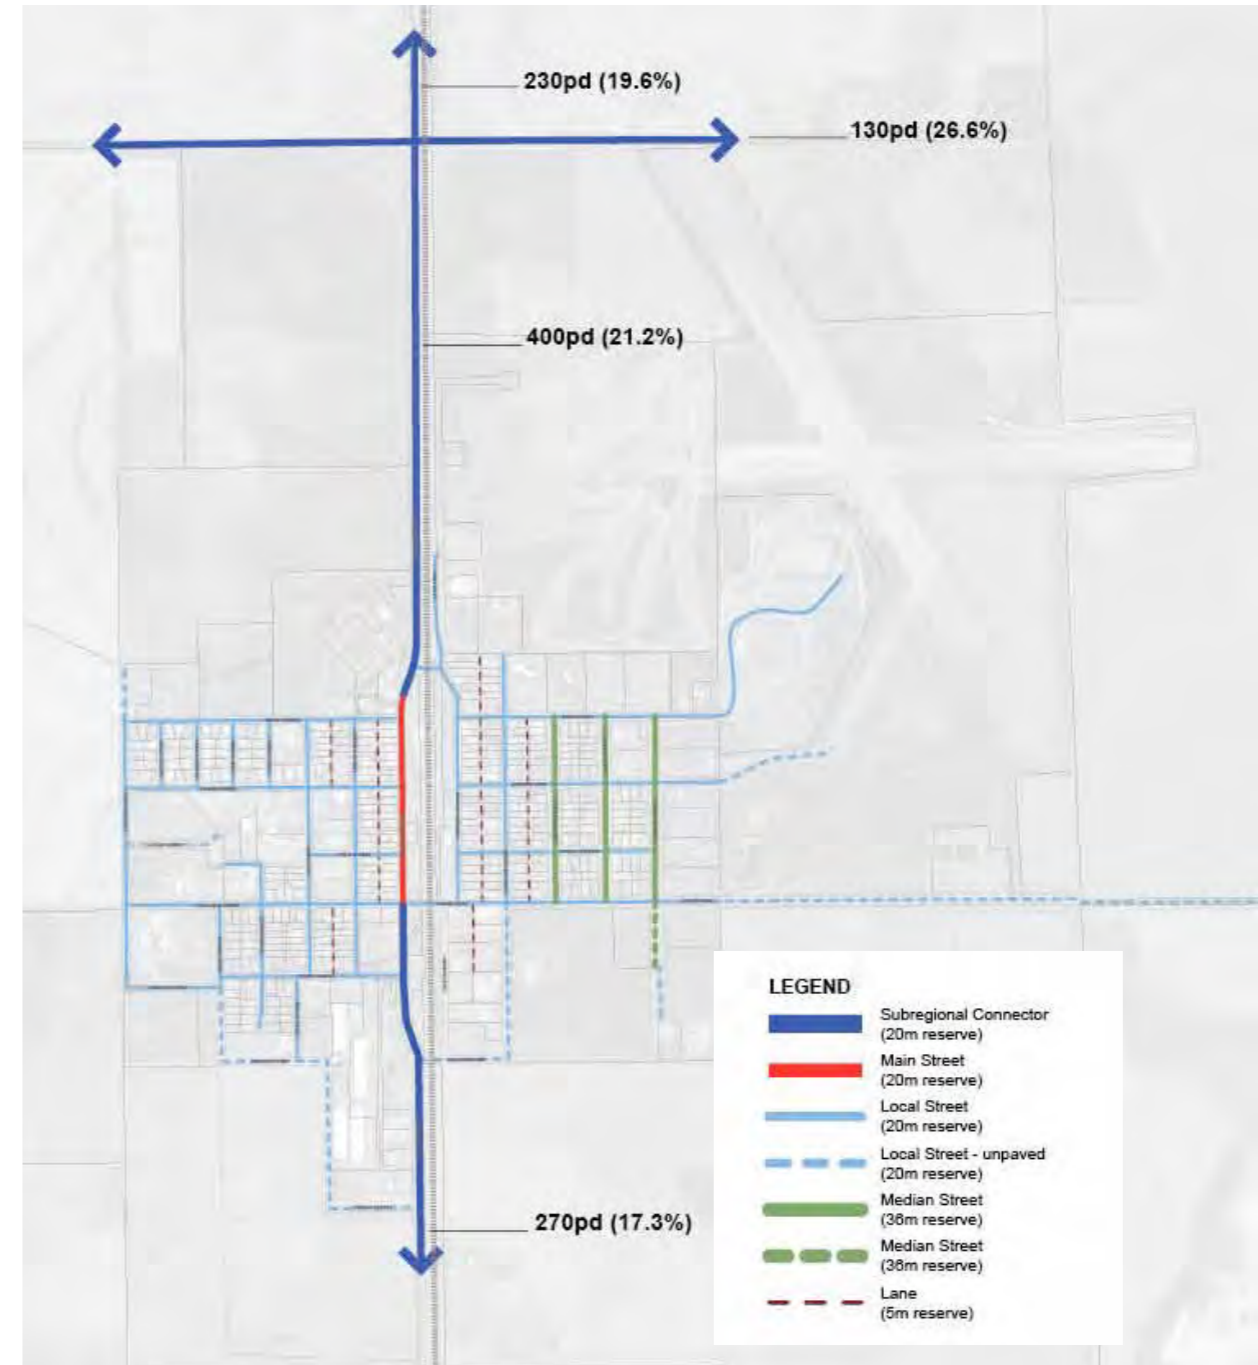 230pd (19.6%)
130pd (26.6%)
400pd (21.2%)
270pd (17.3%)
LEGEND
Subregional Connector
(20m reserve)
Main Street
(20m reserve)
Local Street
(20m reserve)
Local Street - unpaved
(20m reserve)
Median Street
(36m reserve)
Median Street
(36m reserve)
Lane
(5m reserve)